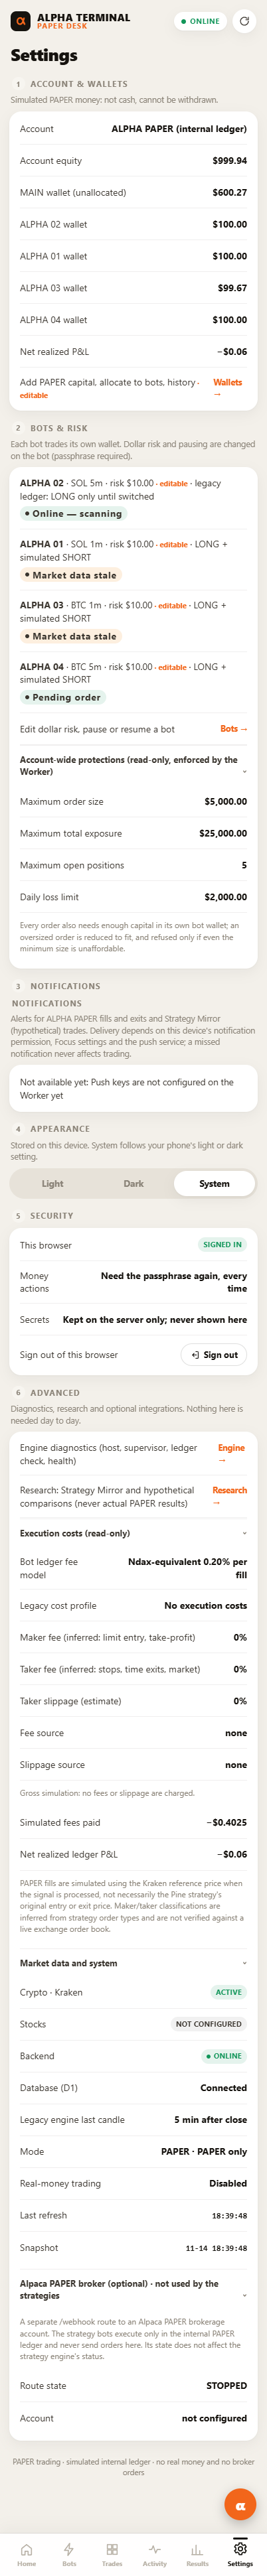 α
ALPHA TERMINAL
PAPER DESK
ONLINE
Settings
1 ACCOUNT & WALLETS
Simulated PAPER money: not cash, cannot be withdrawn.
Account ALPHA PAPER (internal ledger)
Account equity $999.94
MAIN wallet (unallocated) $600.27
ALPHA 02 wallet $100.00
ALPHA 01 wallet $100.00
ALPHA 03 wallet $99.67
ALPHA 04 wallet $100.00
Net realized P&L −$0.06
Add PAPER capital, allocate to bots, history · editable
Wallets →
2 BOTS & RISK
Each bot trades its own wallet. Dollar risk and pausing are changed on the bot (passphrase required).
ALPHA 02 · SOL 5m · risk $10.00 · editable · legacy
ledger: LONG only until switched
Online — scanning
ALPHA 01 · SOL 1m · risk $10.00 · editable · LONG +
simulated SHORT
Market data stale
ALPHA 03 · BTC 1m · risk $10.00 · editable · LONG +
simulated SHORT
Market data stale
ALPHA 04 · BTC 5m · risk $10.00 · editable · LONG +
simulated SHORT
Pending order
Edit dollar risk, pause or resume a bot Bots →
Account-wide protections (read-only, enforced by the
Worker)
Maximum order size $5,000.00
Maximum total exposure $25,000.00
Maximum open positions 5
Daily loss limit $2,000.00
Every order also needs enough capital in its own bot wallet; an
oversized order is reduced to fit, and refused only if even the
minimum size is unaffordable.
3 NOTIFICATIONS
NOTIFICATIONS
Alerts for ALPHA PAPER fills and exits and Strategy Mirror
(hypothetical) trades. Delivery depends on this device's notification
permission, Focus settings and the push service; a missed
notification never affects trading.
Not available yet: Push keys are not configured on the
Worker yet
4 APPEARANCE
Stored on this device. System follows your phone's light or dark
setting.
Light Dark System
5 SECURITY
This browser SIGNED IN
Money actions
Need the passphrase again, every time
Secrets Kept on the server only; never shown here
Sign out of this browser Sign out
6 ADVANCED
Diagnostics, research and optional integrations. Nothing here is
needed day to day.
Engine diagnostics (host, supervisor, ledger
check, health)
Engine →
Research: Strategy Mirror and hypothetical
comparisons (never actual PAPER results)
Research →
Execution costs (read-only)
Bot ledger fee model
Ndax-equivalent 0.20% per fill
Legacy cost profile No execution costs
Maker fee (inferred: limit entry, take-profit) 0%
Taker fee (inferred: stops, time exits, market) 0%
Taker slippage (estimate) 0%
Fee source none
Slippage source none
Gross simulation: no fees or slippage are charged.
Simulated fees paid −$0.4025
Net realized ledger P&L −$0.06
PAPER fills are simulated using the Kraken reference price when
the signal is processed, not necessarily the Pine strategy's
original entry or exit price. Maker/taker classifications are
inferred from strategy order types and are not verified against a
live exchange order book.
Market data and system
Crypto · Kraken ACTIVE
Stocks NOT CONFIGURED
Backend ONLINE
Database (D1) Connected
Legacy engine last candle 5 min after close
Mode PAPER · PAPER only
Real-money trading Disabled
Last refresh 18:39:48
Snapshot 11-14 18:39:48
Alpaca PAPER broker (optional) · not used by the
strategies
A separate /webhook route to an Alpaca PAPER brokerage
account. The strategy bots execute only in the internal PAPER
ledger and never send orders here. Its state does not affect the
strategy engine's status.
Route state STOPPED
Account not configured
PAPER trading · simulated internal ledger · no real money and no broker
orders
α
Home Bots Trades Activity Results Settings